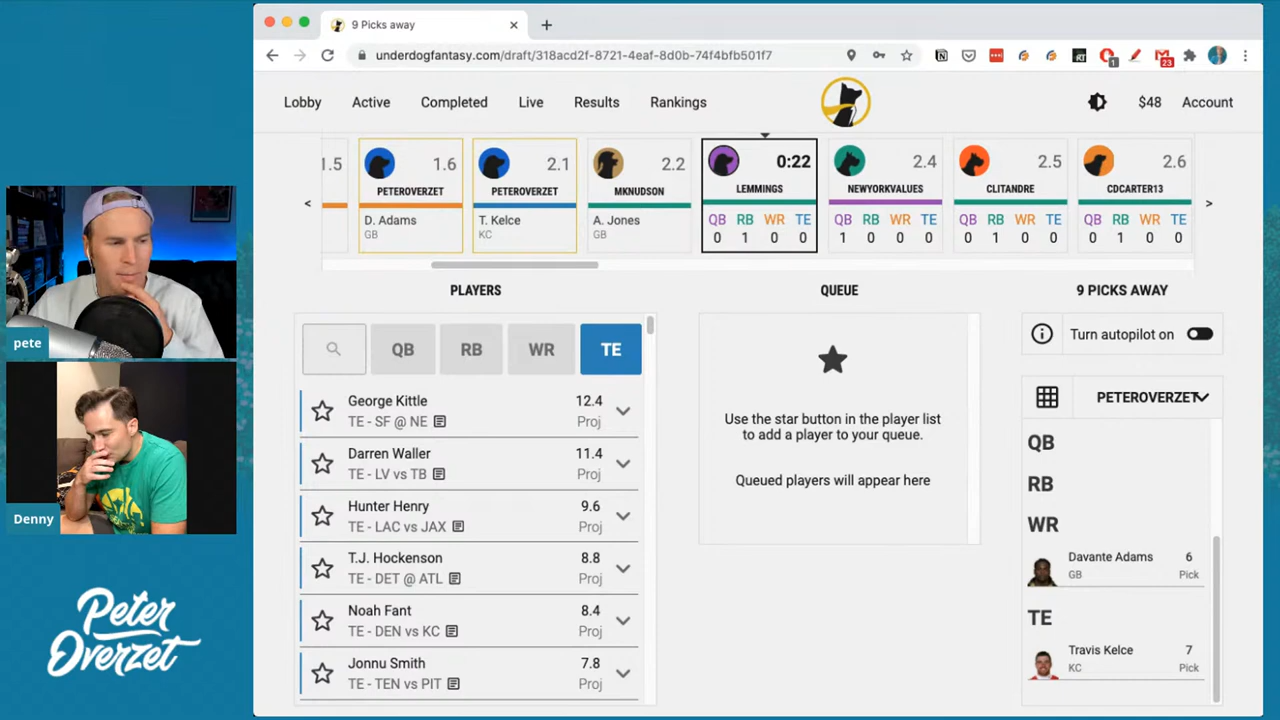 9 Picks away
underdogfantasy.com/draft/318acd2f-8721-4eaf-8d0b-74f4bfb501f7
1
23
Lobby Active Completed Live Results Rankings $48 Account
1.5 1.6 2.1 2.2 0:22 2.4 2.5 2.6
PETEROVERZET PETEROVERZET MKNUDSON LEMMINGS NEWYORKVALUES CLITANDRE CDCARTER13
D. Adams T. Kelce A. Jones QB RB WR TE QB RB WR TE QB RB WR TE QB RB WR TE
GB KC GB 0 1 0 0 1 0 0 0 0 1 0 0 0 1 0 0
< >
PLAYERS QUEUE 9 PICKS AWAY
QB RB WR TE
Turn autopilot on
PETEROVERZET
George Kittle 12.4
TE - SF @ NE Proj
Darren Waller 11.4
TE - LV vs TB Proj
Hunter Henry 9.6
TE - LAC vs JAX Proj
T.J. Hockenson 8.8
TE - DET @ ATL Proj
Noah Fant 8.4
TE - DEN vs KC Proj
Jonnu Smith 7.8
TE - TEN vs PIT Proj
Use the star button in the player list
to add a player to your queue.
Queued players will appear here
QB
RB
WR
Davante Adams 6
GB Pick
TE
Travis Kelce 7
KC Pick
pete
Denny
Peter
Overzet